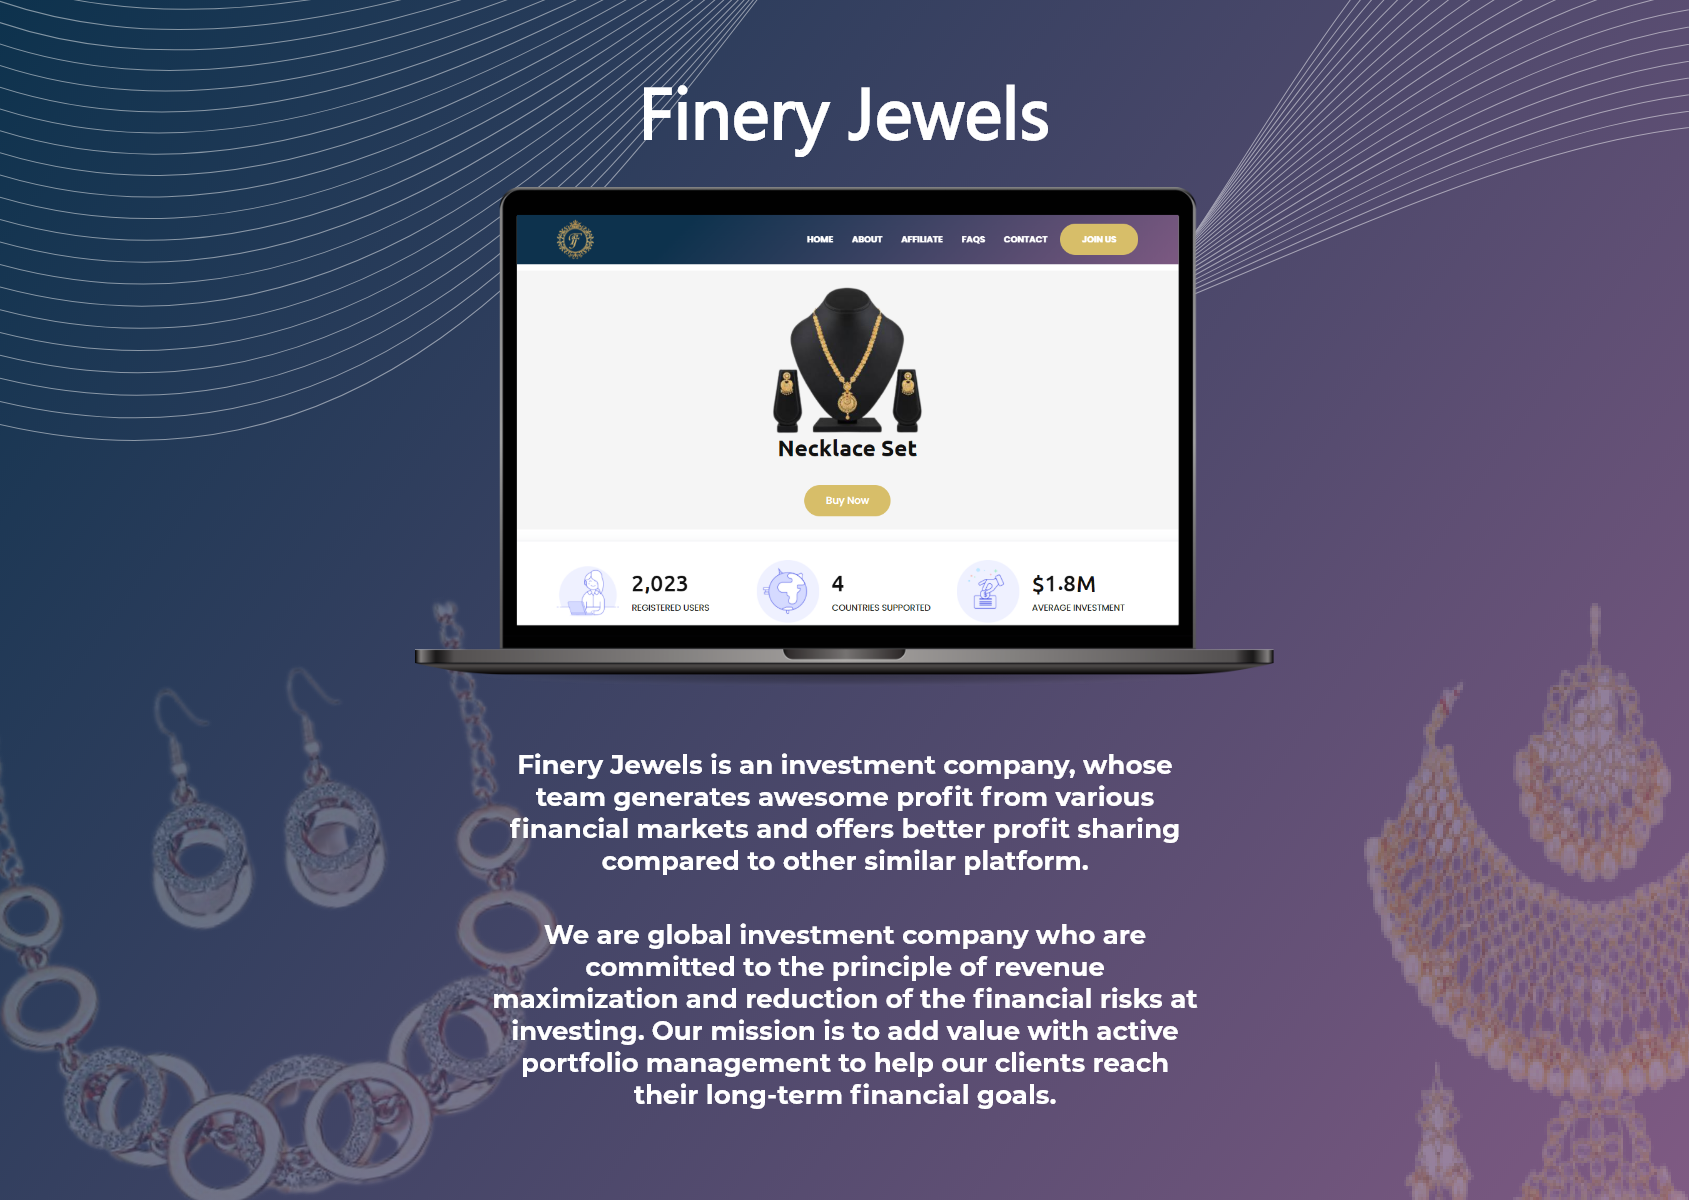 Finery Jewels
HOME ABOUT AFFILIATE FAQS CONTACT JOIN US
Necklace Set
Buy Now
2,023
REGISTERED USERS
4
COUNTRIES SUPPORTED
$1.8M
AVERAGE INVESTMENT
Finery Jewels is an investment company, whose
team generates awesome profit from various
financial markets and offers better profit sharing
compared to other similar platform.
We are global investment company who are
committed to the principle of revenue
maximization and reduction of the financial risks at
investing. Our mission is to add value with active
portfolio management to help our clients reach
their long-term financial goals.